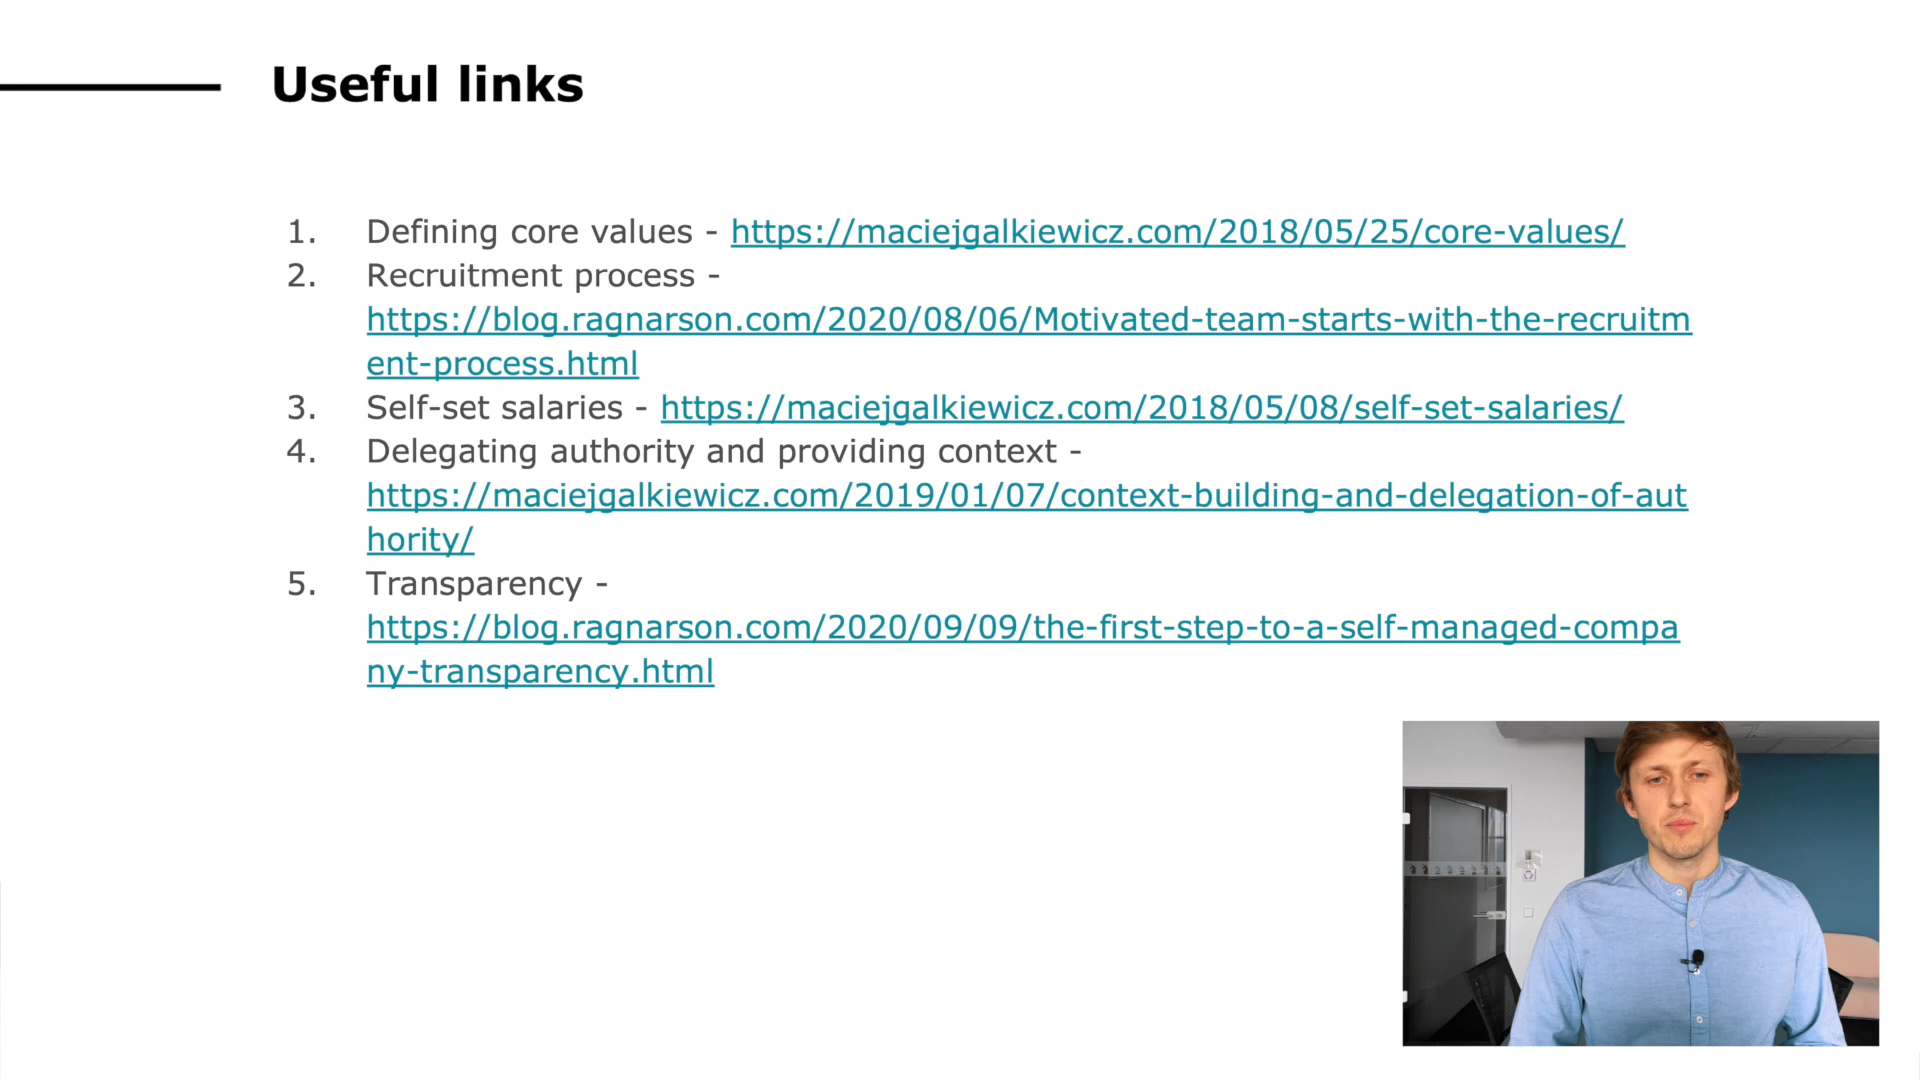 Useful links
1. Defining core values - https://maciejgalkiewicz.com/2018/05/25/core-values/
2. Recruitment process -
https://blog.ragnarson.com/2020/08/06/Motivated-team-starts-with-the-recruitm
ent-process.html
3. Self-set salaries - https://maciejgalkiewicz.com/2018/05/08/self-set-salaries/
4. Delegating authority and providing context -
https://maciejgalkiewicz.com/2019/01/07/context-building-and-delegation-of-aut
hority/
5. Transparency -
https://blog.ragnarson.com/2020/09/09/the-first-step-to-a-self-managed-compa
ny-transparency.html